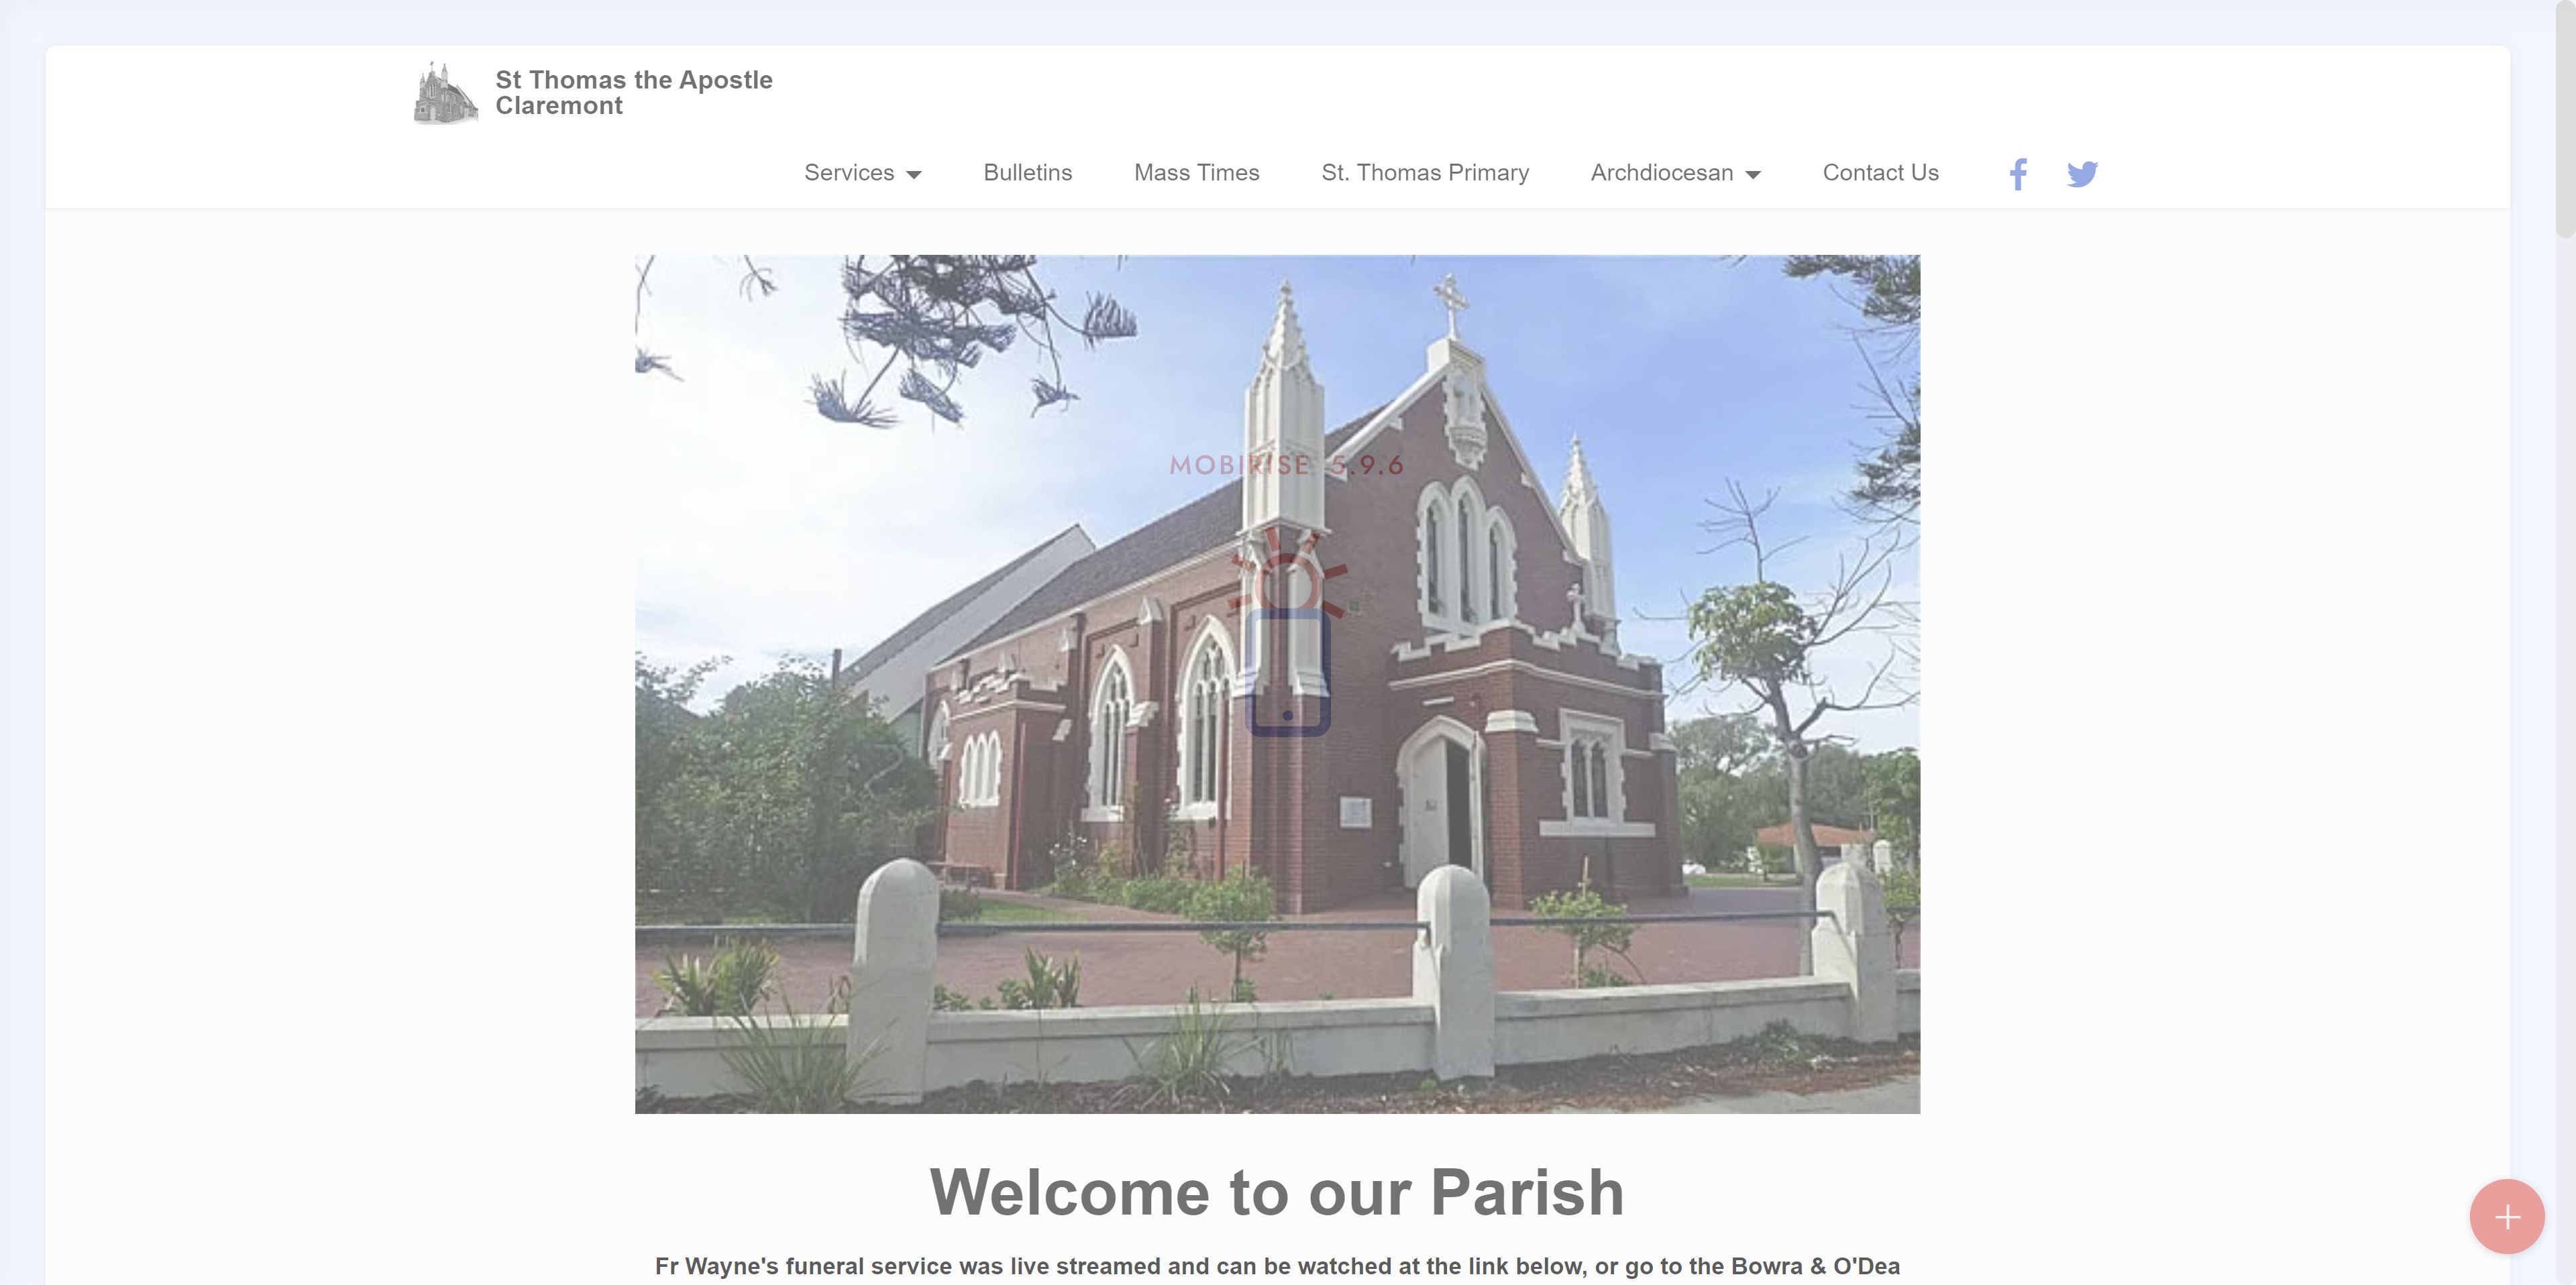 St Thomas the Apostle
Claremont
Services
Bulletins
Mass Times
St. Thomas Primary
Archdiocesan
Contact Us
MOBIRISE 5.9.6
Welcome to our Parish
Fr Wayne's funeral service was live streamed and can be watched at the link below, or go to the Bowra & O'Dea